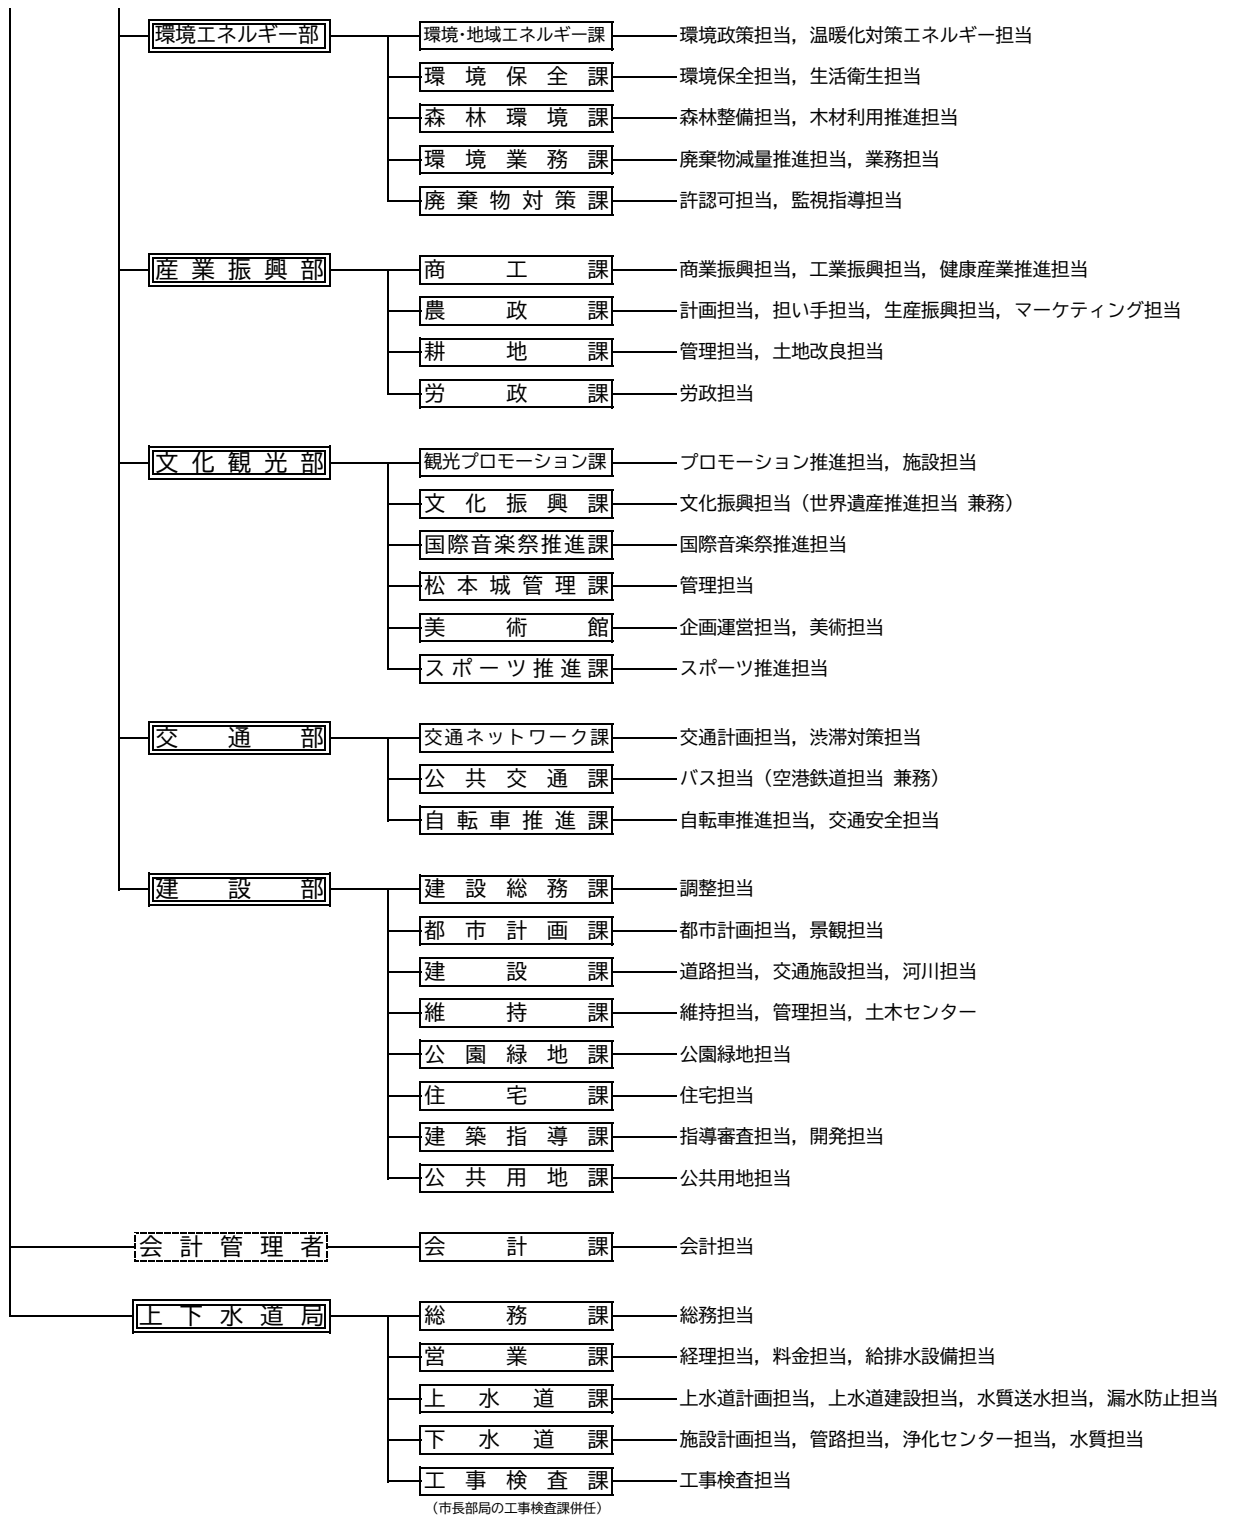 環境エネルギー部 環境・地域エネルギー課 環境政策担当，温暖化対策エネルギー担当
環境保全課 環境保全担当，生活衛生担当
森林環境課 森林整備担当，木材利用推進担当
環境業務課 廃棄物減量推進担当，業務担当
廃棄物対策課 許認可担当，監視指導担当
産業振興部 商工課 商業振興担当，工業振興担当，健康産業推進担当
農政課 計画担当，担い手担当，生産振興担当，マーケティング担当
耕地課 管理担当，土地改良担当
労政課 労政担当
文化観光部 観光プロモーション課 プロモーション推進担当，施設担当
文化振興課 文化振興担当（世界遺産推進担当 兼務）
国際音楽祭推進課 国際音楽祭推進担当
松本城管理課 管理担当
美術館 企画運営担当，美術担当
スポーツ推進課 スポーツ推進担当
交通部 交通ネットワーク課 交通計画担当，渋滞対策担当
公共交通課 バス担当（空港鉄道担当 兼務）
自転車推進課 自転車推進担当，交通安全担当
建設部 建設総務課 調整担当
都市計画課 都市計画担当，景観担当
建設課 道路担当，交通施設担当，河川担当
維持課 維持担当，管理担当，土木センター
公園緑地課 公園緑地担当
住宅課 住宅担当
建築指導課 指導審査担当，開発担当
公共用地課 公共用地担当
会計管理者 会計課 会計担当
上下水道局 総務課 総務担当
営業課 経理担当，料金担当，給排水設備担当
上水道課 上水道計画担当，上水道建設担当，水質送水担当，漏水防止担当
下水道課 施設計画担当，管路担当，浄化センター担当，水質担当
工事検査課 工事検査担当
（市長部局の工事検査課併任）